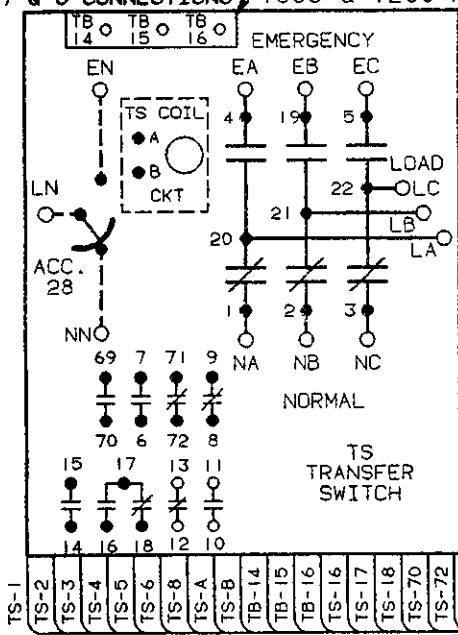 & CONNECTIONS,
TB 14 TB 15 TB 16
EMERGENCY
EN EA EB EC
TS COIL
4 19 5
A
B
CKT
LOAD
LN 22 LC
21 LB
20 LA
ACC. 28
1 2 3
NN NA NB NC
69 7 71 9
NORMAL
70 6 72 8
15 17 13 11
TS TRANSFER SWITCH
14 16 18 12 10
TS-1
TS-2
TS-3
TS-4
TS-5
TS-6
TS-8
TS-A
TS-B
TB-14
TB-15
TB-16
TS-16
TS-17
TS-18
TS-70
TS-72